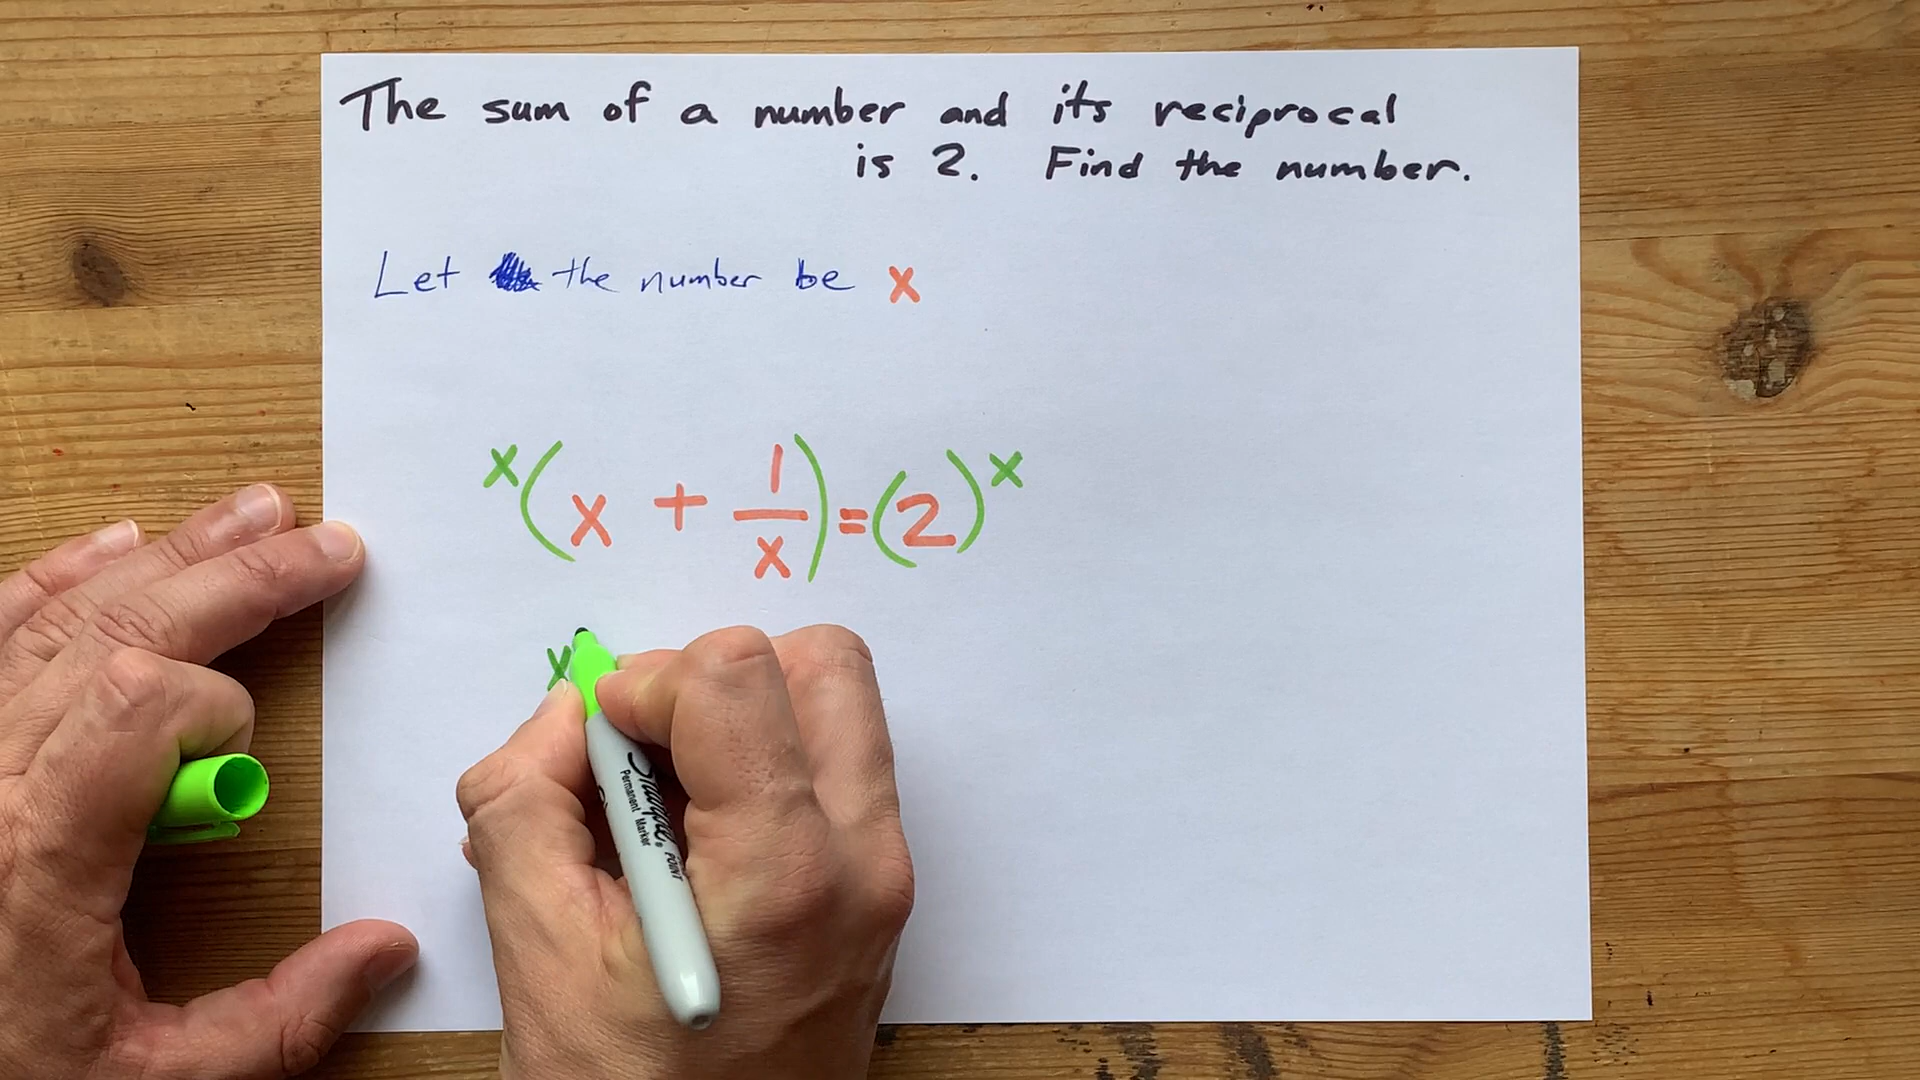 The sum of a number and its reciprocal
is 2. Find the number.
Let the number be x
x(x + 1/x) = (2)x
x
Sharpie
Permanent Marker
POINT